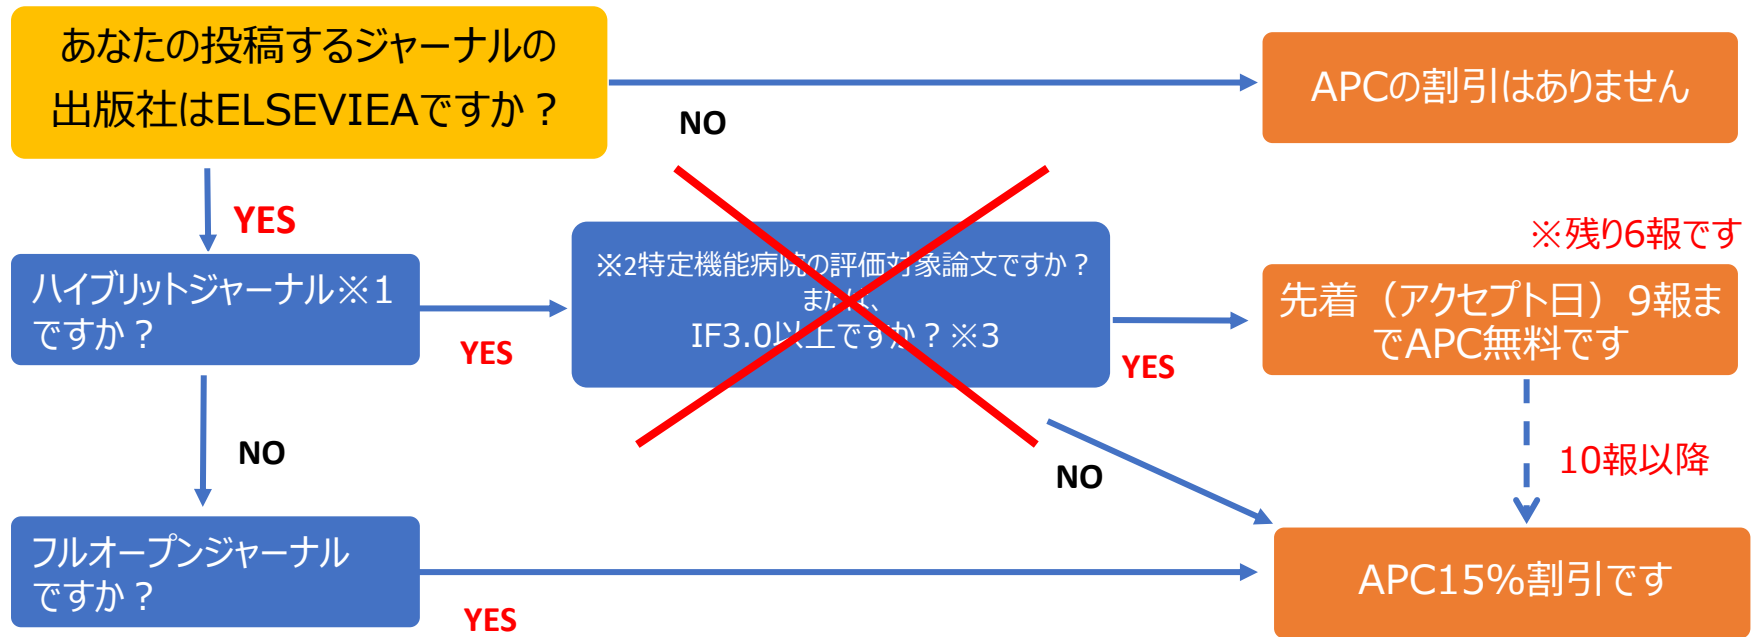 あなたの投稿するジャーナルの
出版社はELSEVIEAですか？
APCの割引はありません
NO
YES
※残り6報です
ハイブリットジャーナル※1
ですか？
YES
※2特定機能病院の評価対象論文ですか？
または、
IF3.0以上ですか？※3
YES
先着（アクセプト日）9報ま
でAPC無料です
NO
NO
10報以降
フルオープンジャーナル
ですか？
YES
APC15%割引です